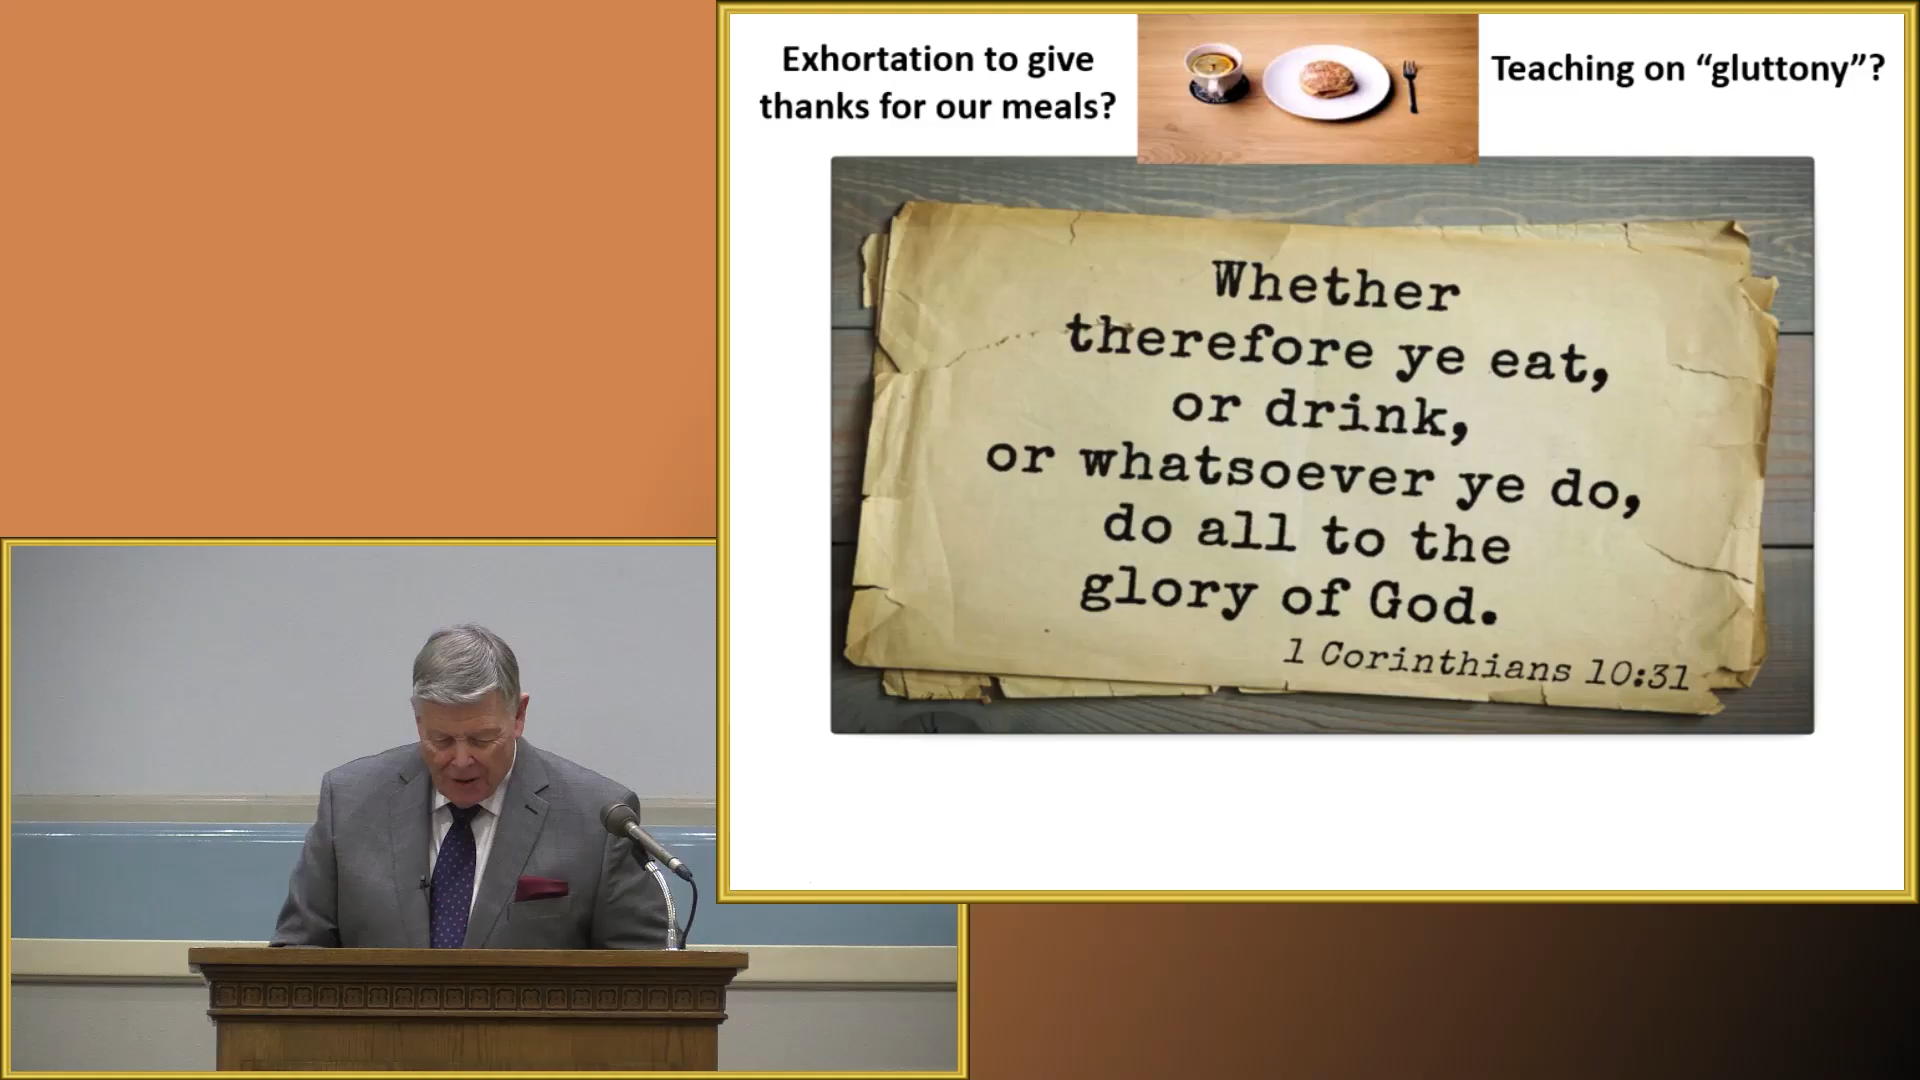 Exhortation to give
thanks for our meals?
Teaching on “gluttony”?
Whether
therefore ye eat,
or drink,
or whatsoever ye do,
do all to the
glory of God.
1 Corinthians 10:31